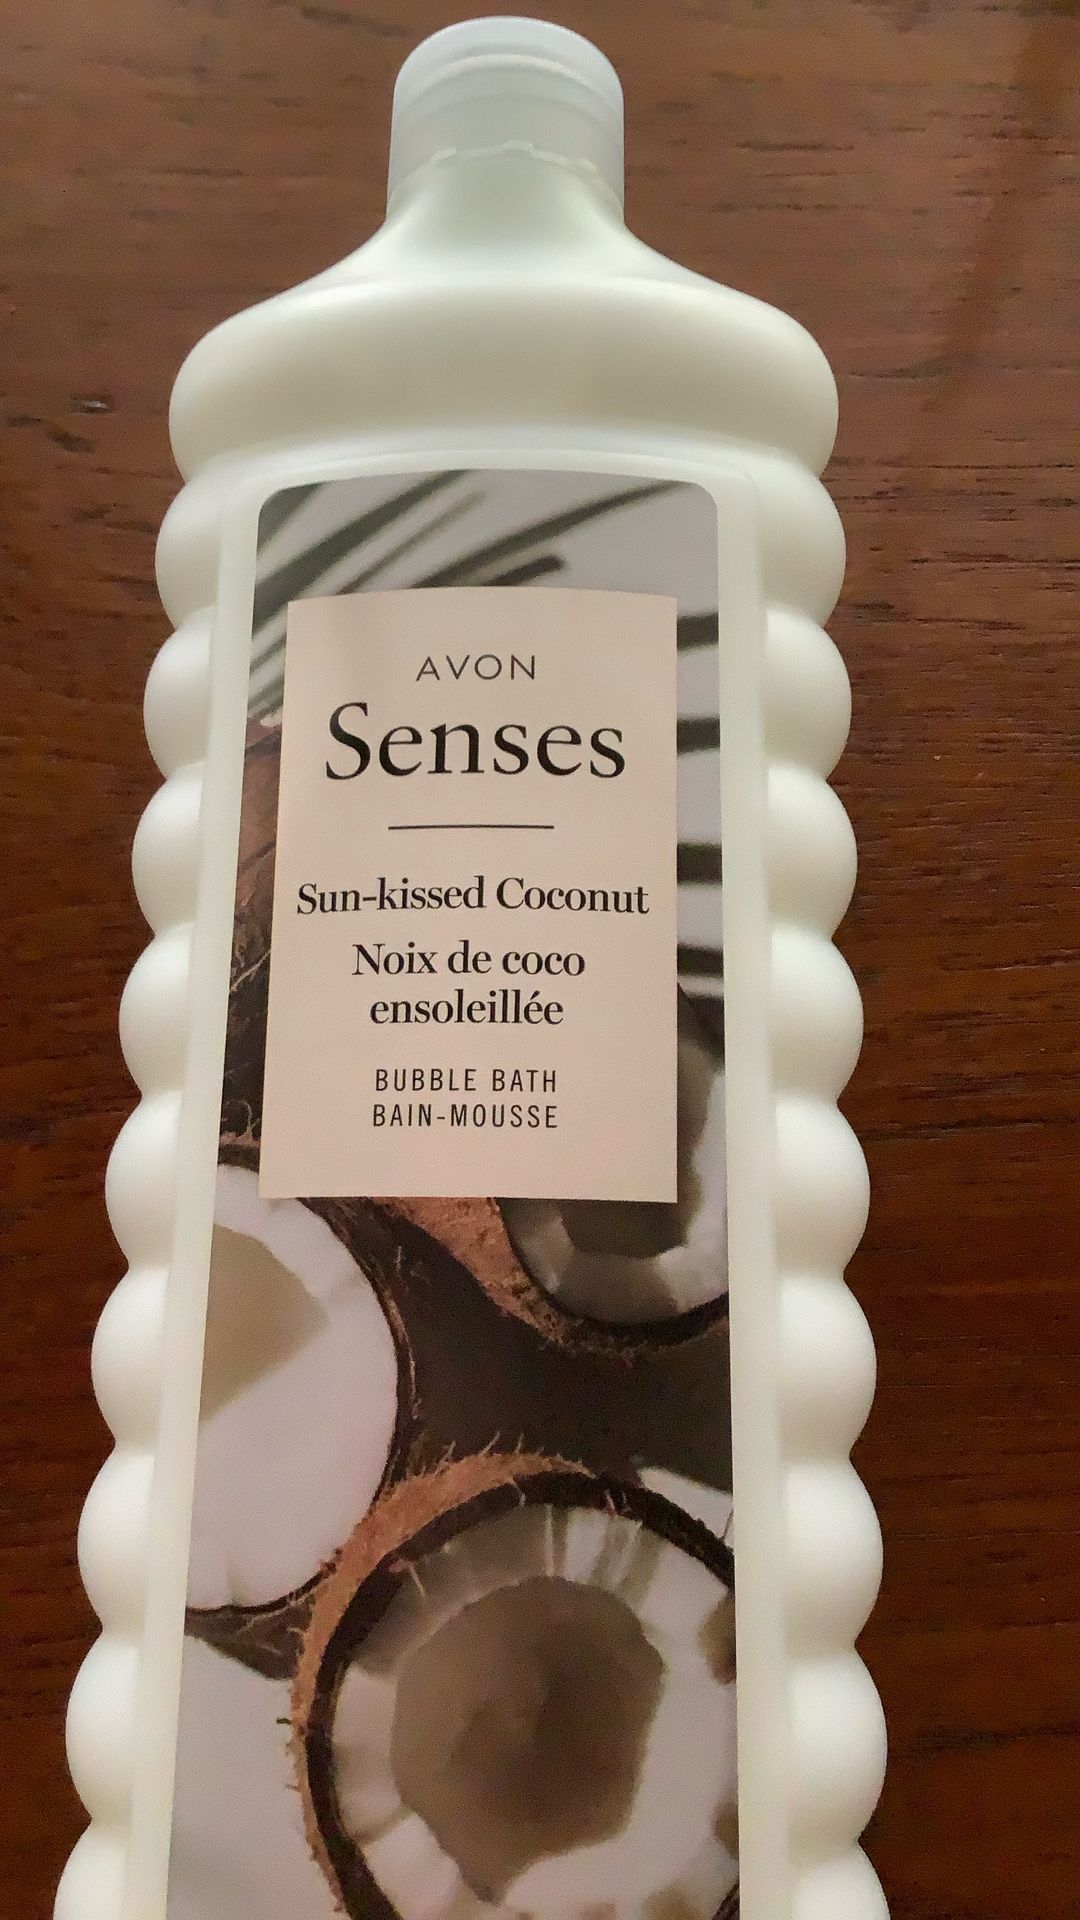 AVON
Senses
Sun-kissed Coconut
Noix de coco
ensoleillée
BUBBLE BATH
BAIN-MOUSSE